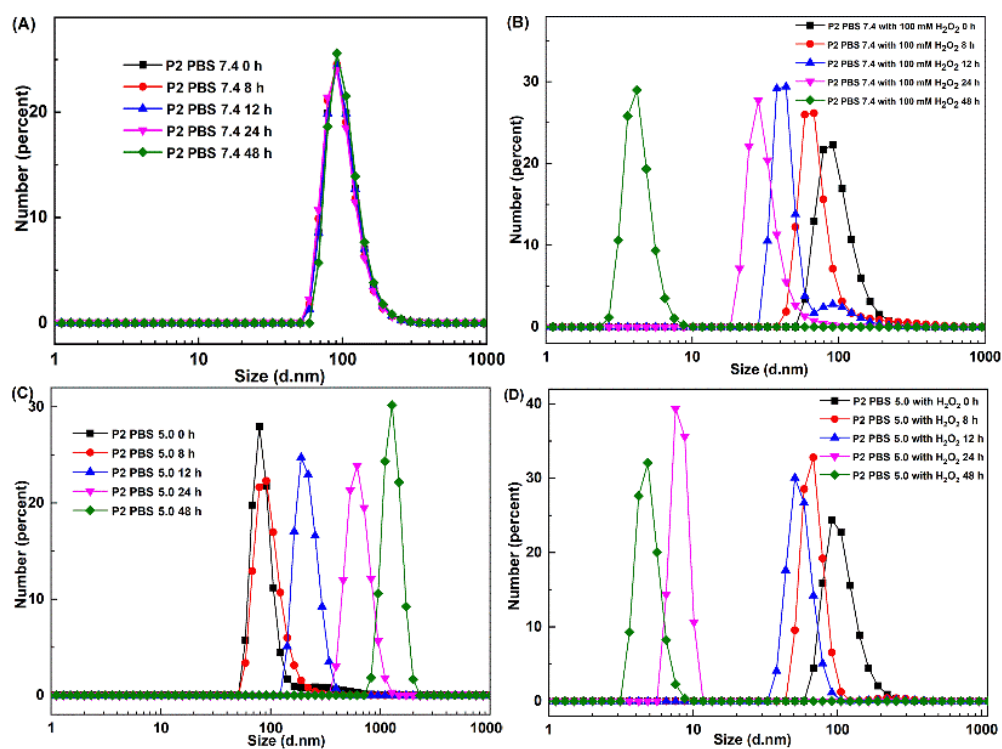 (A)
P2 PBS 7.4 0 h
P2 PBS 7.4 8 h
P2 PBS 7.4 12 h
P2 PBS 7.4 24 h
P2 PBS 7.4 48 h
Number (percent)
20
10
0
1 10 100 1000
Size (d.nm)
(B)
P2 PBS 7.4 with 100 mM H₂O₂ 0 h
P2 PBS 7.4 with 100 mM H₂O₂ 8 h
P2 PBS 7.4 with 100 mM H₂O₂ 12 h
P2 PBS 7.4 with 100 mM H₂O₂ 24 h
P2 PBS 7.4 with 100 mM H₂O₂ 48 h
Number (percent)
40
30
20
10
0
1 10 100 1000
Size (d.nm)
(C)
P2 PBS 5.0 0 h
P2 PBS 5.0 8 h
P2 PBS 5.0 12 h
P2 PBS 5.0 24 h
P2 PBS 5.0 48 h
Number (percent)
30
20
10
0
1 10 100 1000
Size (d.nm)
(D)
P2 PBS 5.0 with H₂O₂ 0 h
P2 PBS 5.0 with H₂O₂ 8 h
P2 PBS 5.0 with H₂O₂ 12 h
P2 PBS 5.0 with H₂O₂ 24 h
P2 PBS 5.0 with H₂O₂ 48 h
Number (percent)
40
30
20
10
0
1 10 100 1000
Size (d.nm)